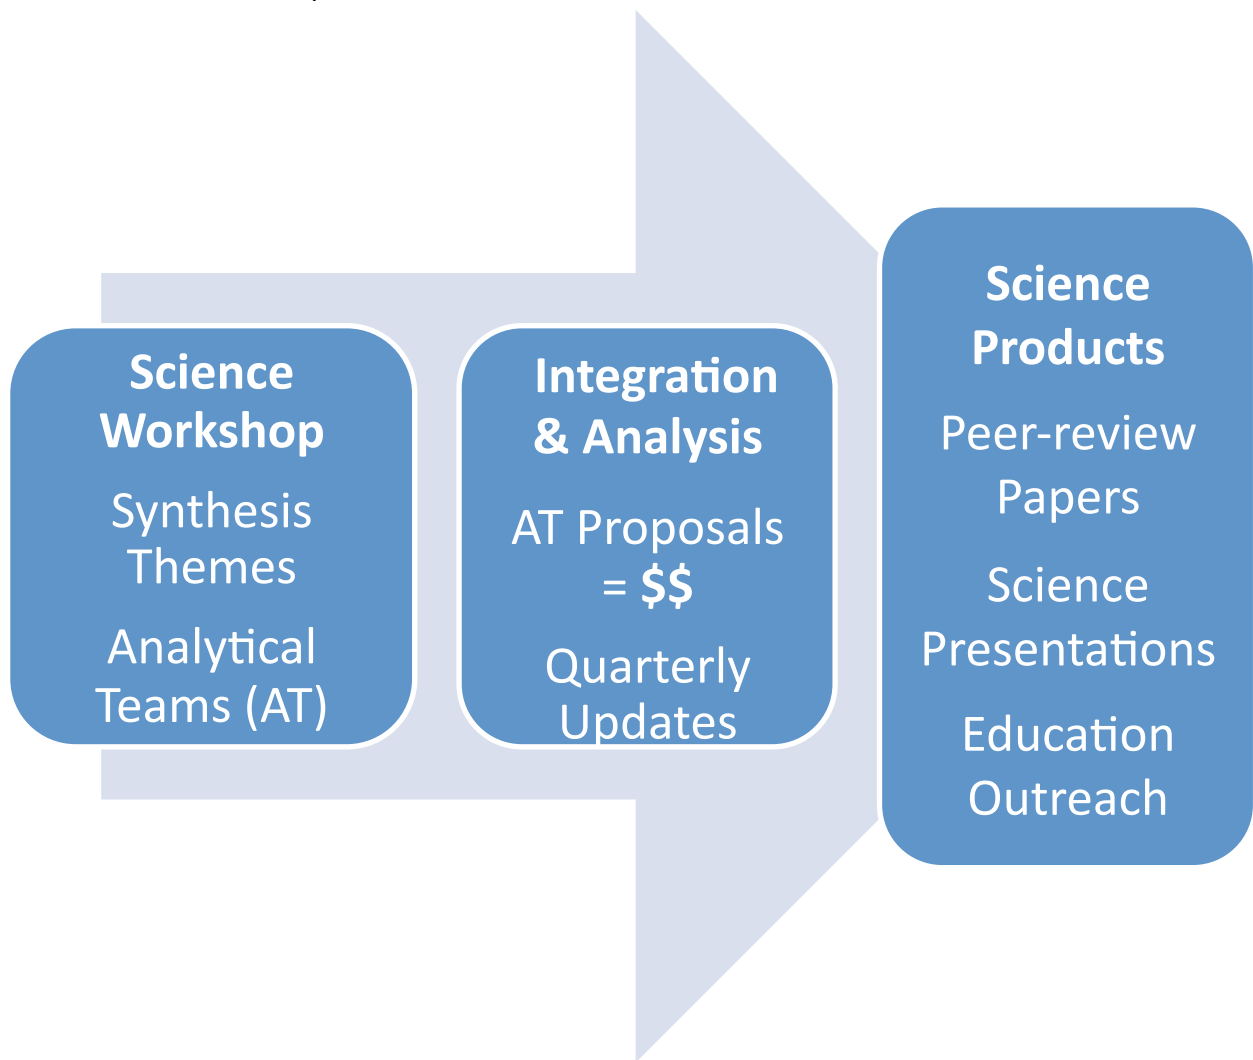 Science
Workshop
Synthesis
Themes
Analytical
Teams (AT)
Integration
& Analysis
AT Proposals
= $$
Quarterly
Updates
Science
Products
Peer-review
Papers
Science
Presentations
Education
Outreach